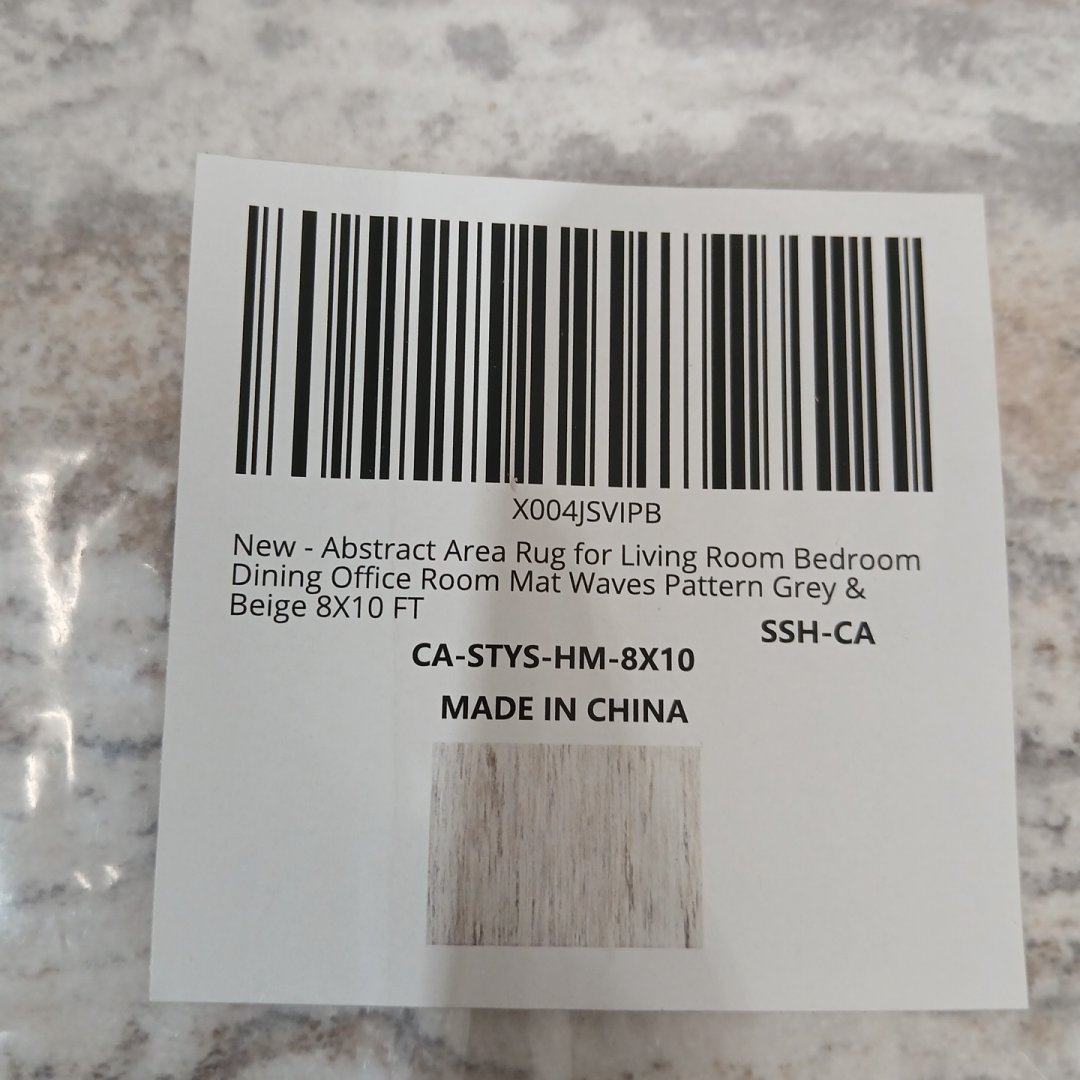 X004JSVIPB
New - Abstract Area Rug for Living Room Bedroom
Dining Office Room Mat Waves Pattern Grey &
Beige 8X10 FT
SSH-CA
CA-STYS-HM-8X10
MADE IN CHINA